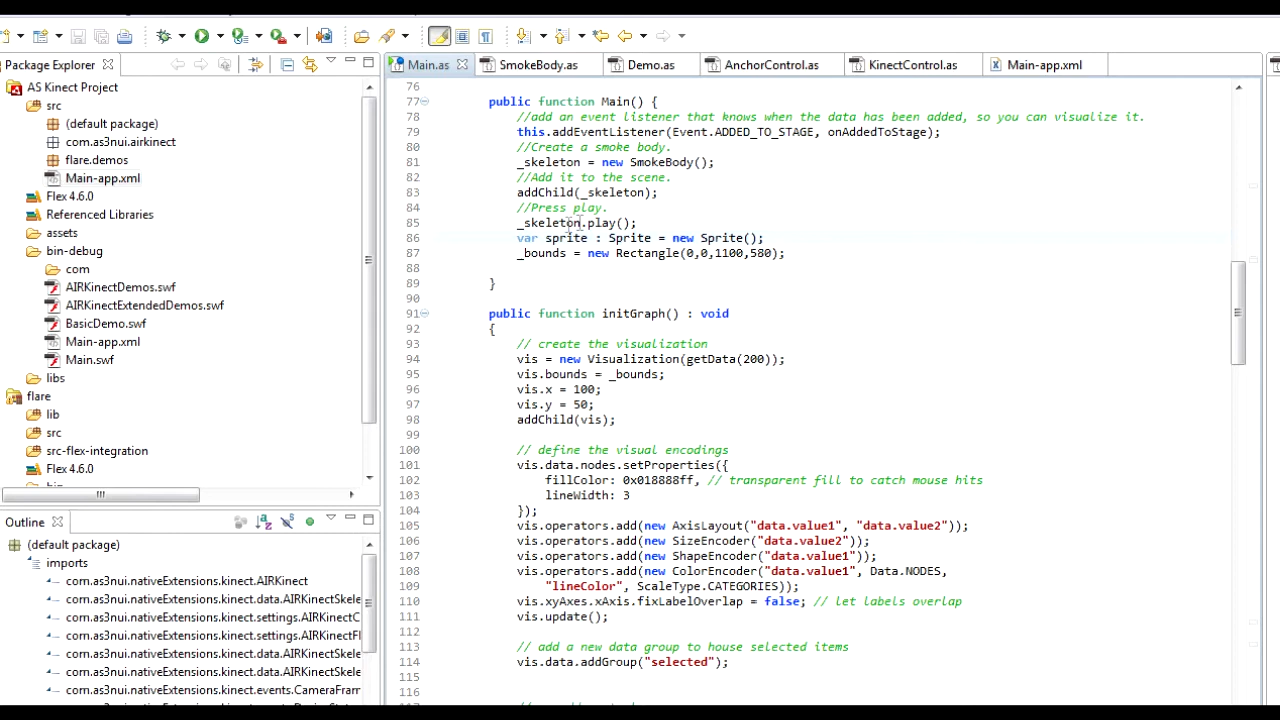 Package Explorer
AS Kinect Project
src
(default package)
com.as3nui.airkinect
flare.demos
Main-app.xml
Flex 4.6.0
Referenced Libraries
assets
bin-debug
com
AIRKinectDemos.swf
AIRKinectExtendedDemos.swf
BasicDemo.swf
Main-app.xml
Main.swf
libs
flare
lib
src
src-flex-integration
Flex 4.6.0
Outline
(default package)
imports
com.as3nui.nativeExtensions.kinect.AIRKinect
com.as3nui.nativeExtensions.kinect.data.AIRKinectSkele
com.as3nui.nativeExtensions.kinect.settings.AIRKinectC
com.as3nui.nativeExtensions.kinect.settings.AIRKinectFl
com.as3nui.nativeExtensions.kinect.data.AIRKinectSkele
com.as3nui.nativeExtensions.kinect.data.AIRKinectSkele
com.as3nui.nativeExtensions.kinect.events.CameraFram
Main.as SmokeBody.as Demo.as AnchorControl.as KinectControl.as Main-app.xml
76
77 public function Main() {
78 //add an event listener that knows when the data has been added, so you can visualize it.
79 this.addEventListener(Event.ADDED_TO_STAGE, onAddedToStage);
80 //Create a smoke body.
81 _skeleton = new SmokeBody();
82 //Add it to the scene.
83 addChild(_skeleton);
84 //Press play.
85 _skeleton.play();
86 var sprite : Sprite = new Sprite();
87 _bounds = new Rectangle(0,0,1100,580);
88
89 }
90
91 public function initGraph() : void
92 {
93 // create the visualization
94 vis = new Visualization(getData(200));
95 vis.bounds = _bounds;
96 vis.x = 100;
97 vis.y = 50;
98 addChild(vis);
99
100 // define the visual encodings
101 vis.data.nodes.setProperties({
102 fillColor: 0x018888ff, // transparent fill to catch mouse hits
103 lineWidth: 3
104 });
105 vis.operators.add(new AxisLayout("data.value1", "data.value2"));
106 vis.operators.add(new SizeEncoder("data.value2"));
107 vis.operators.add(new ShapeEncoder("data.value1"));
108 vis.operators.add(new ColorEncoder("data.value1", Data.NODES,
109 "lineColor", ScaleType.CATEGORIES));
110 vis.xyAxes.xAxis.fixLabelOverlap = false; // let labels overlap
111 vis.update();
112
113 // add a new data group to house selected items
114 vis.data.addGroup("selected");
115
116